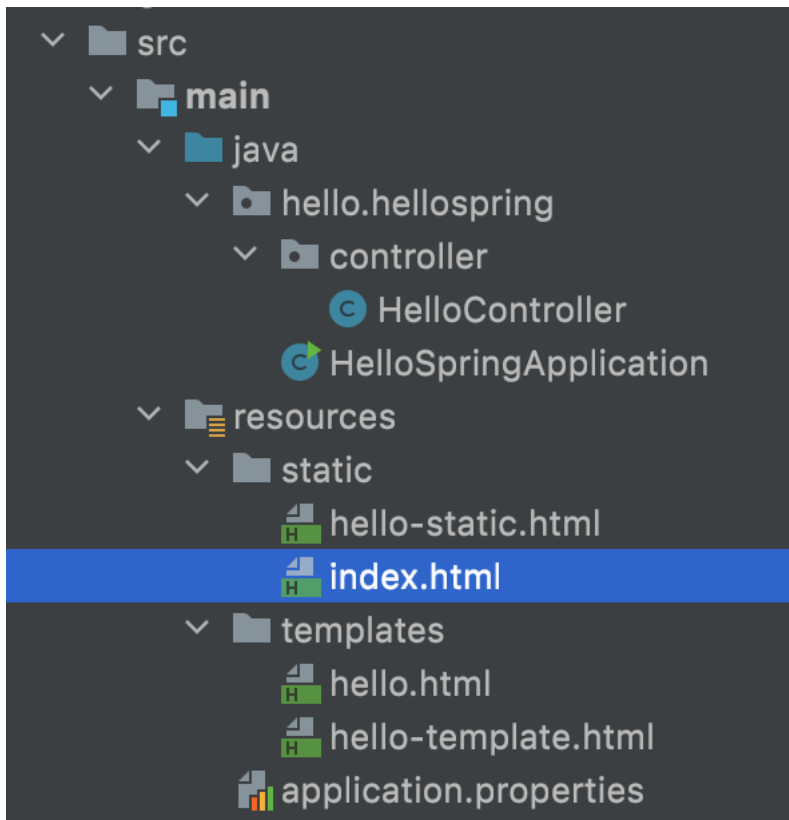 src
main
java
hello.hellospring
controller
C HelloController
C HelloSpringApplication
resources
static
H hello-static.html
H index.html
templates
H hello.html
H hello-template.html
application.properties